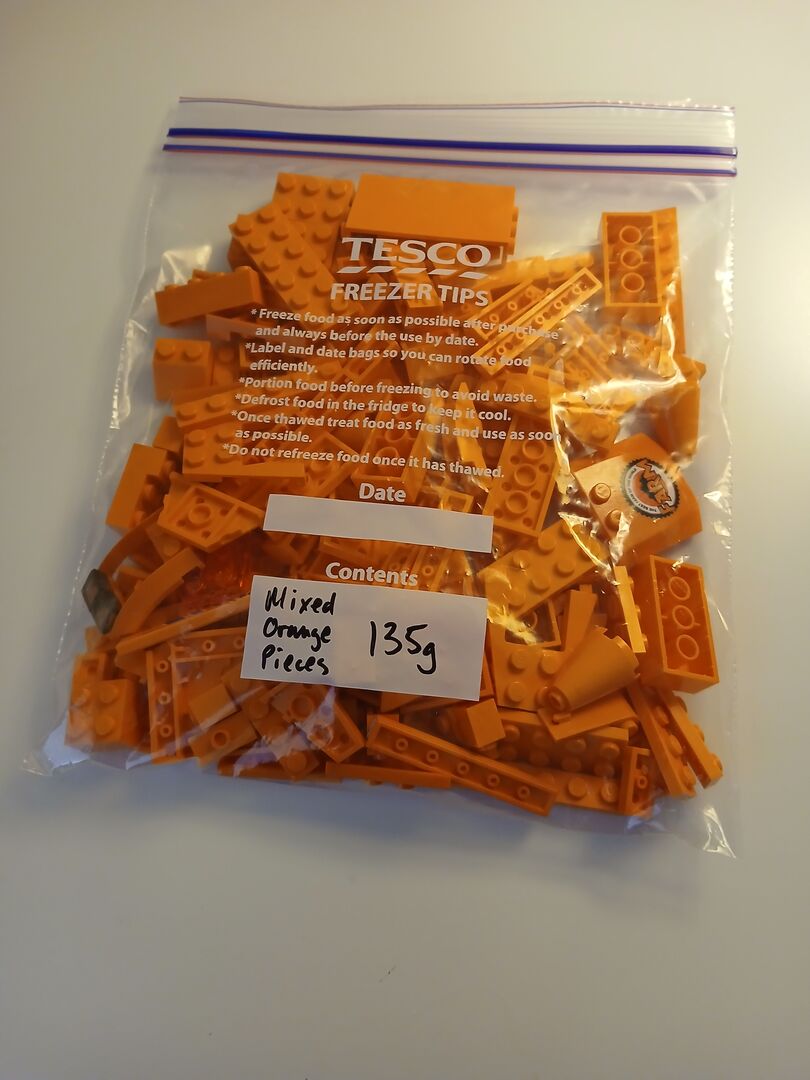 TESCO
FREEZER TIPS
* Freeze food as soon as possible after purchase
and always before the use by date.
*Label and date bags so you can rotate food
efficiently.
*Portion food before freezing to avoid waste.
*Defrost food in the fridge to keep it cool.
*Once thawed treat food as fresh and use as soon
as possible.
*Do not refreeze food once it has thawed.
Date
Contents
Mixed
Orange
Pieces
135g